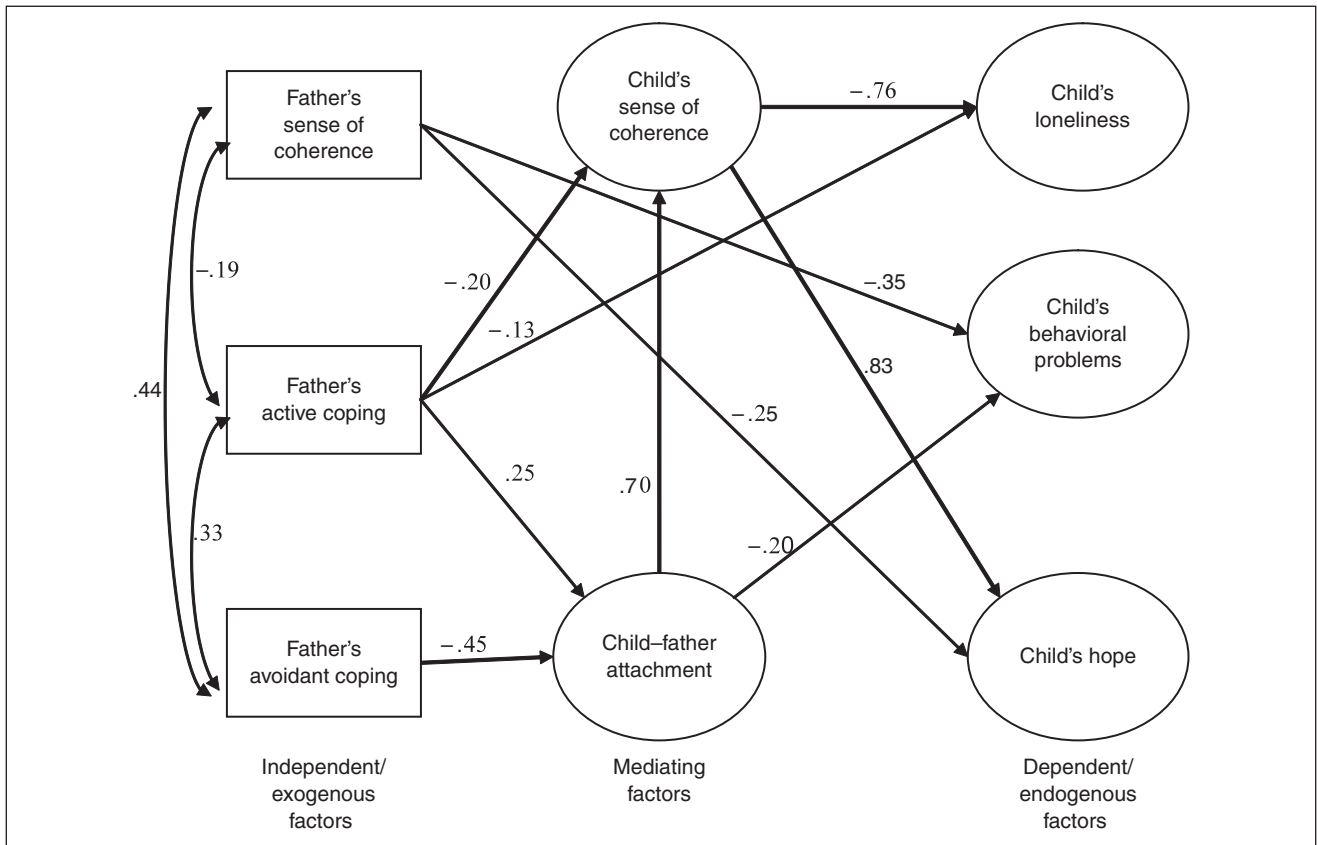 Father's
sense of
coherence
Child's
sense of
coherence
−.76
Child's
loneliness
−.19
−.20
−.13
−.35
Child's
behavioral
problems
.44
Father's
active coping
.83
−.25
.25
.70
.33
−.20
Father's
avoidant coping
−.45
Child–father
attachment
Child's hope
Independent/
exogenous
factors
Mediating
factors
Dependent/
endogenous
factors